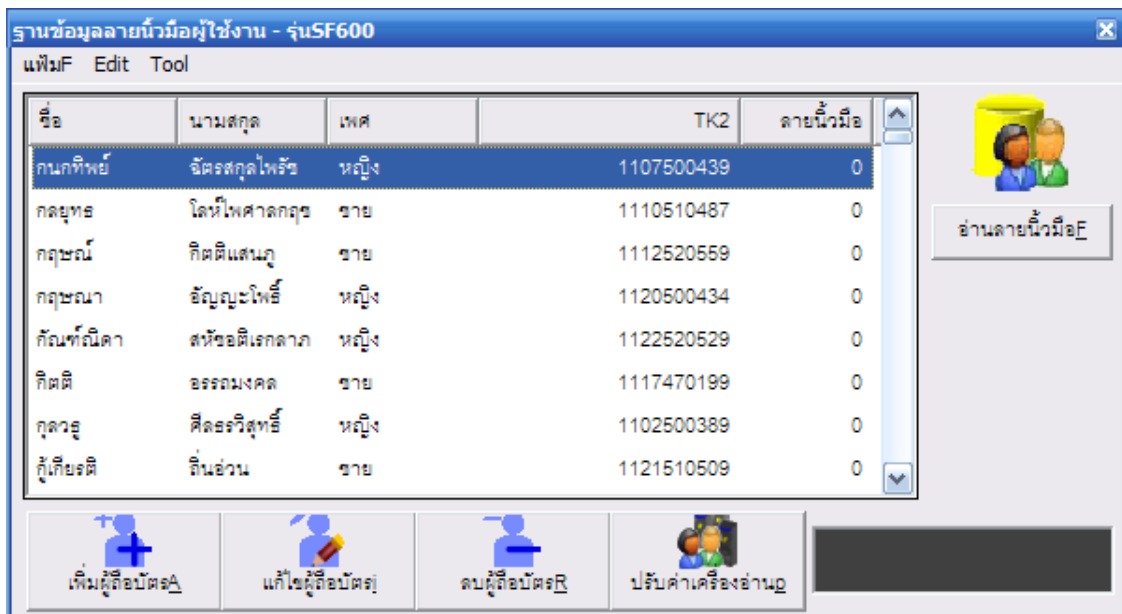 ฐานข้อมูลลายนิ้วมือผู้ใช้งาน - รุ่นSF600
แฟ้มF Edit Tool
ชื่อ นามสกุล เพศ TK2 ลายนิ้วมือ
กนกทิพย์ ฉัตรสกุลไพรัช หญิง 1107500439 0
กลยุทธ โลห์ไพศาลกฤช ชาย 1110510487 0
กฤษณ์ กิตติแสนภู ชาย 1112520559 0
กฤษณา อัญญะโพธิ์ หญิง 1120500434 0
กัณฑ์ณิดา สหัชอติเรกลาภ หญิง 1122520529 0
กิตติ อรรถมงคล ชาย 1117470199 0
กุลวรู ศีลธรวิสุทธิ์ หญิง 1102500389 0
กู้เกียรติ ถิ่นอ่วน ชาย 1121510509 0
อ่านลายนิ้วมือF
เพิ่มผู้ถือบัตรA แก้ไขผู้ถือบัตรi ลบผู้ถือบัตรR ปรับค่าเครื่องอ่านp